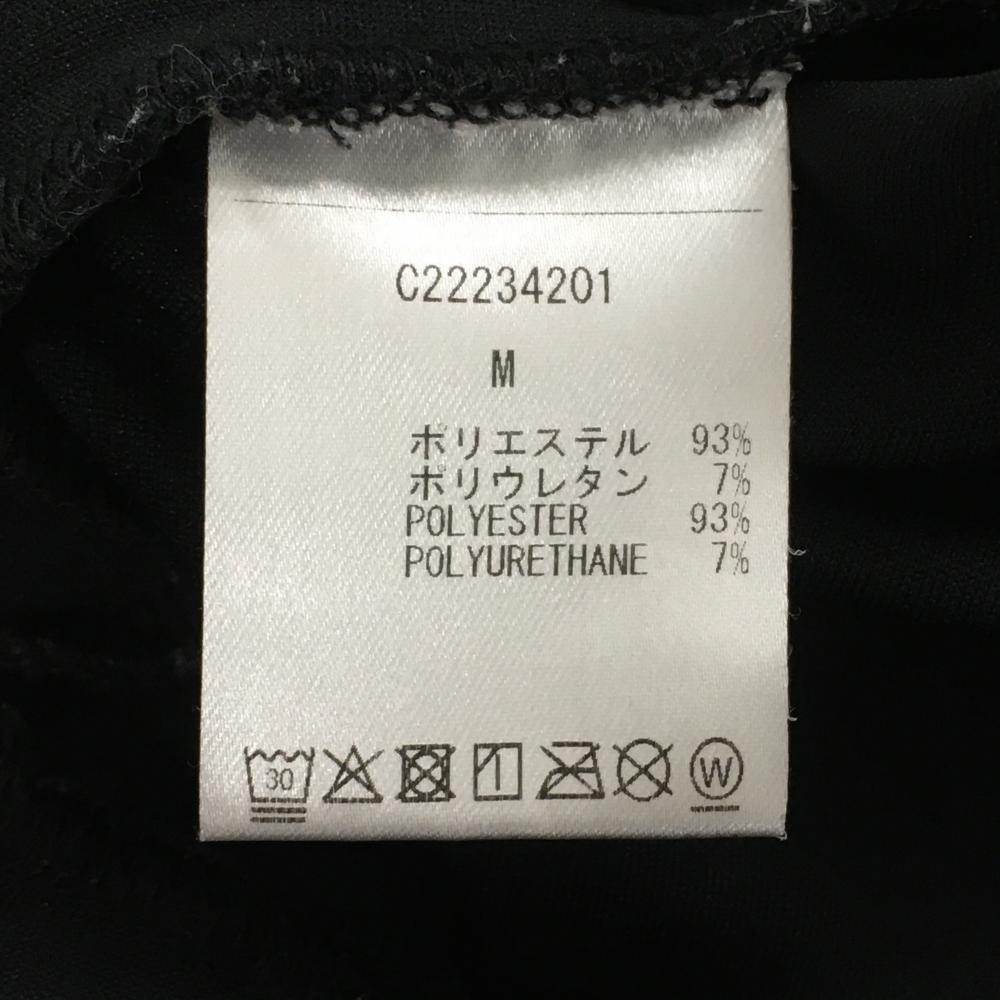 C22234201
M
ポリエステル 93%
ポリウレタン 7%
POLYESTER 93%
POLYURETHANE 7%
30
W